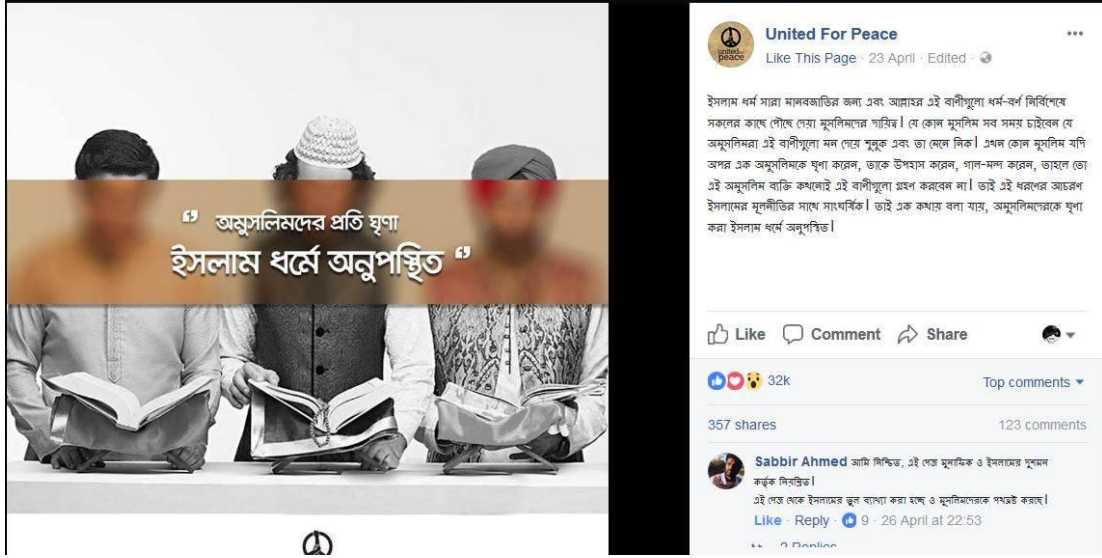 “ অমুসলিমদের প্রতি ঘৃণা
ইসলাম ধর্মে অনুপস্থিত ”
united for
peace
United For Peace
Like This Page · 23 April · Edited ·
ইসলাম ধর্ম সারা মানবজাতির জন্য এবং আল্লাহর এই বাণীগুলো ধর্ম-বর্ণ নির্বিশেষে
সকলের কাছে পৌছে দেয়া মুসলিমদের দায়িত্ব। যে কোন মুসলিম সব সময় চাইবেন যে
অমুসলিমরা এই বাণীগুলো মন দিয়ে শুনুক এবং তা মেনে নিক। এখন কোন মুসলিম যদি
অপর এক অমুসলিমকে ঘৃণা করেন, তাকে উপহাস করেন, গাল-মন্দ করেন, তাহলে তো
এই অমুসলিম ব্যক্তি কখনোই এই বাণীগুলো গ্রহণ করবেন না। তাই এই ধরণের আচরণ
ইসলামের মূলনীতির সাথে সাংঘর্ষিক। তাই এক কথায় বলা যায়, অমুসলিমদেরকে ঘৃণা
করা ইসলাম ধর্মে অনুপস্থিত।
Like Comment Share
32k Top comments
357 shares 123 comments
Sabbir Ahmed আমি নিশ্চিত, এই পেজ মুনাফিক ও ইসলামের দুশমন
কর্তৃক নিয়ন্ত্রিত।
এই পেজ থেকে ইসলামের ভুল ব্যাখ্যা করা হচ্ছে ও মুসলিমদেরকে পথভ্রষ্ট করছে।
Like · Reply · 9 · 26 April at 22:53
2 Replies